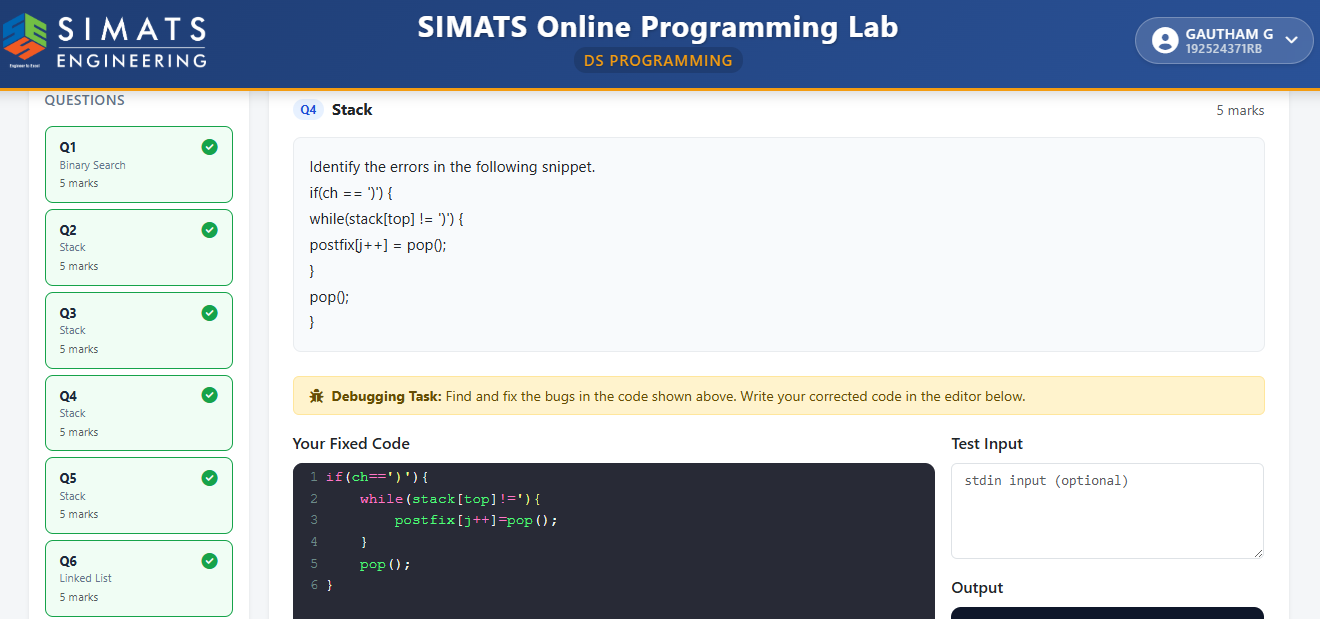 SIMATS
ENGINEERING
Engineer to Excel
SIMATS Online Programming Lab
DS PROGRAMMING
GAUTHAM G
192524371RB
QUESTIONS
Q1
Binary Search
5 marks
Q2
Stack
5 marks
Q3
Stack
5 marks
Q4
Stack
5 marks
Q5
Stack
5 marks
Q6
Linked List
5 marks
Q4 Stack 5 marks
Identify the errors in the following snippet.
if(ch == ')') {
while(stack[top] != ')') {
postfix[j++] = pop();
}
pop();
}
Debugging Task: Find and fix the bugs in the code shown above. Write your corrected code in the editor below.
Your Fixed Code
1 if(ch==')'){
2 while(stack[top]!='){
3 postfix[j++]=pop();
4 }
5 pop();
6 }
Test Input
stdin input (optional)
Output